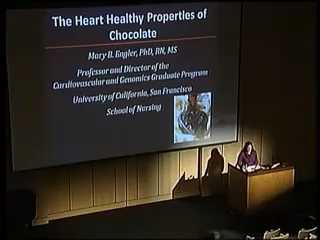 The Heart Healthy Properties of
Chocolate
Mary B. Engler, PhD, RN, MS
Professor and Director of the
Cardiovascular and Genomics Graduate Program
University of California, San Francisco
School of Nursing